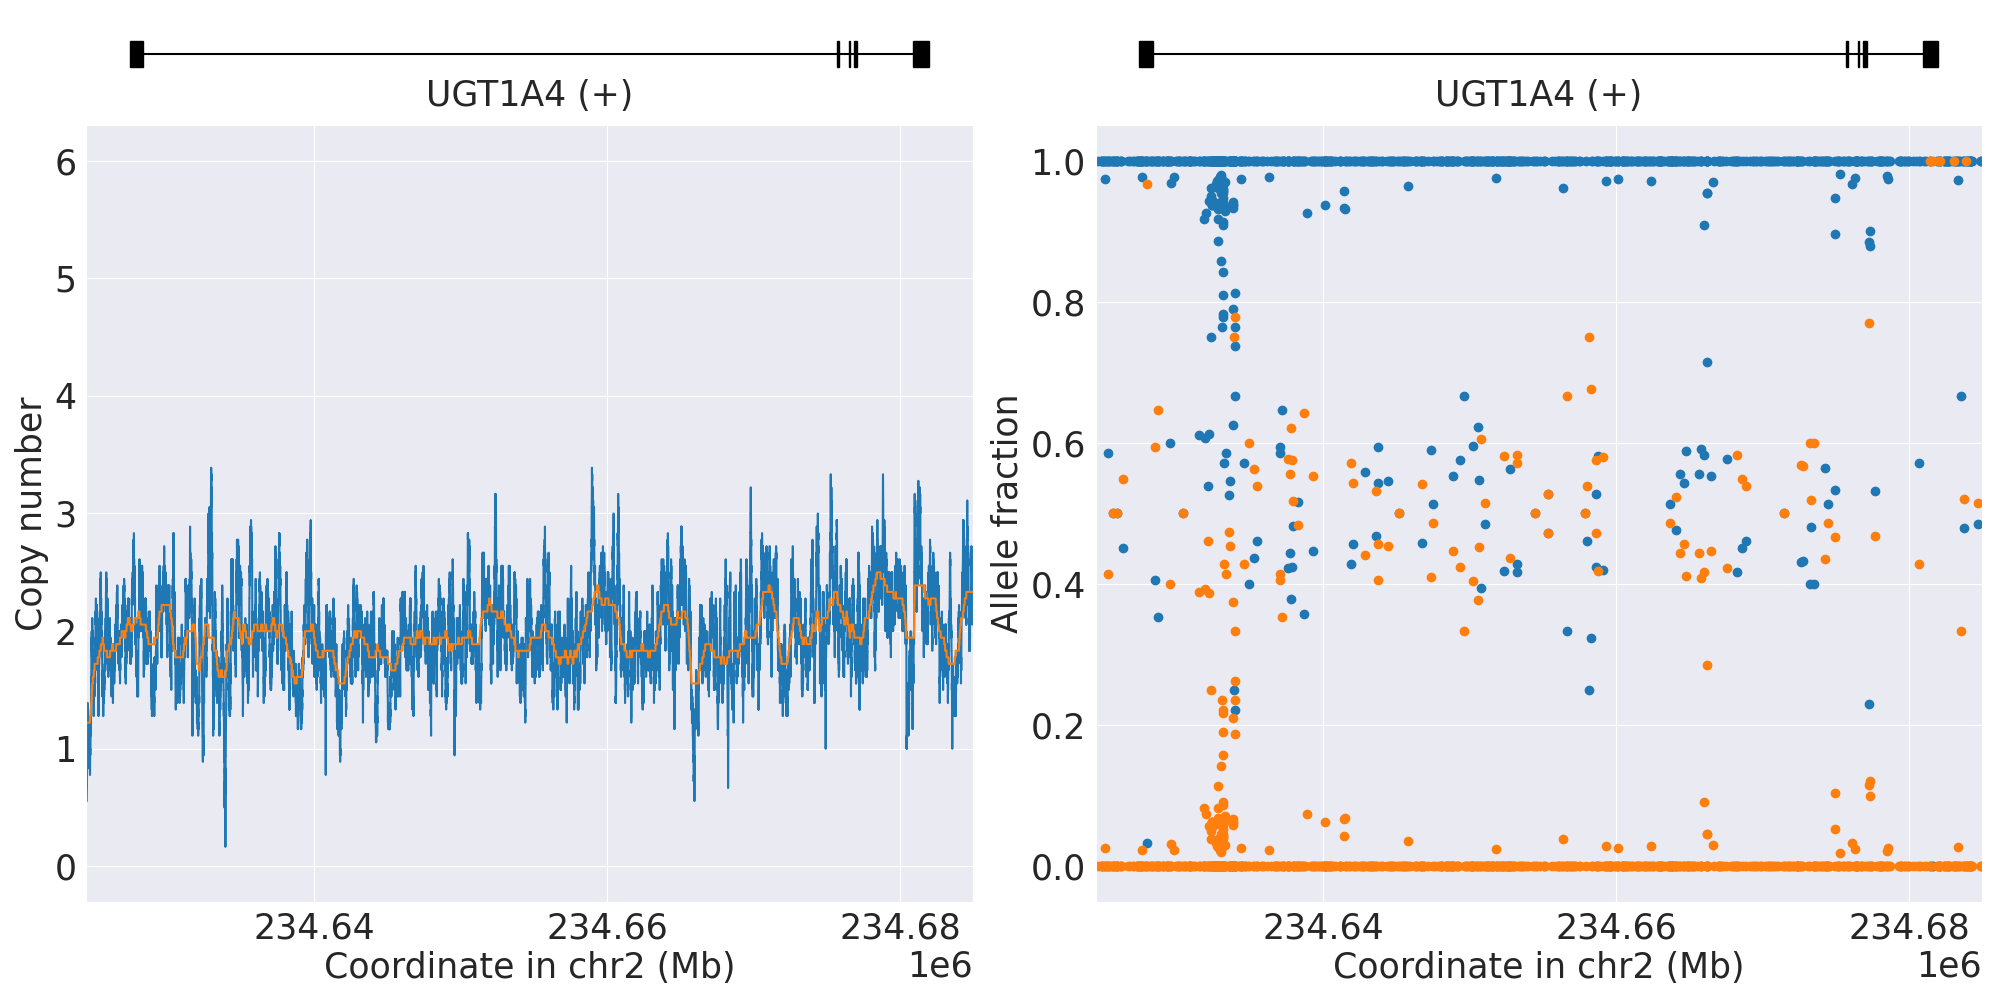 UGT1A4 (+)
6
5
4
3
2
1
0
Copy number
234.64 234.66 234.68
1e6
Coordinate in chr2 (Mb)
UGT1A4 (+)
1.0
0.8
0.6
0.4
0.2
0.0
Allele fraction
234.64 234.66 234.68
1e6
Coordinate in chr2 (Mb)